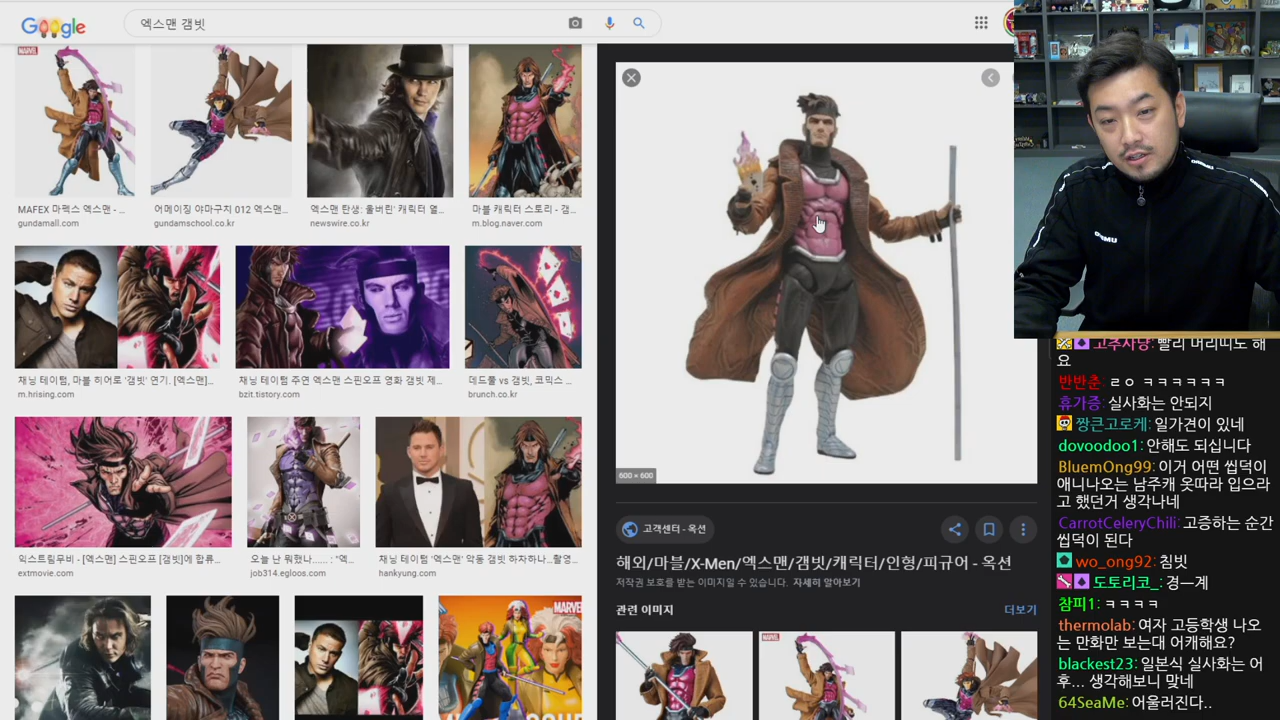 Google
엑스맨 갬빗
MARVEL
MAFEX 마펙스 엑스맨 - ...
gundamall.com
어메이징 야마구치 012 엑스맨...
gundamschool.co.kr
엑스맨 탄생: 울버린' 캐릭터 열...
newswire.co.kr
마블 캐릭터 스토리 - 갬...
m.blog.naver.com
채닝 테이텀, 마블 히어로 '갬빗' 연기. [엑스맨]...
m.hrising.com
채닝 테이텀 주연 엑스맨 스핀오프 영화 갬빗 제...
bzit.tistory.com
데드풀 vs 갬빗, 코믹스 ...
brunch.co.kr
익스트림무비 - [엑스맨] 스핀오프 [갬빗]에 합류...
extmovie.com
오늘 난 뭐했나...... : "엑...
job314.egloos.com
채닝 테이텀 '엑스맨' 악동 갬빗 하차하나...촬영...
hankyung.com
MARVEL
600 × 600
고객센터 - 옥션
해외/마블/X-Men/엑스맨/갬빗/캐릭터/인형/피규어 - 옥션
저작권 보호를 받는 이미지일 수 있습니다. 자세히 알아보기
관련 이미지
더보기
MARVEL
고추사냥: 빨리 머리띠도 해
요
반반춘: ㄹㅇ ㅋㅋㅋㅋㅋㅋ
휴가증: 실사화는 안되지
짱큰고로케: 일가견이 있네
dovoodoo1: 안해도 되십니다
BluemOng99: 이거 어떤 씹덕이
애니나오는 남주캐 옷따라 입으라
고 했던거 생각나네
CarrotCeleryChili: 고증하는 순간
씹덕이 된다
wo_ong92: 침빗
도토리코_: 경ㅡ계
참피1: ㅋㅋㅋㅋ
thermolab: 여자 고등학생 나오
는 만화만 보는대 어캐해요?
blackest23: 일본식 실사화는 어
후... 생각해보니 맞네
64SeaMe: 어울러진다..